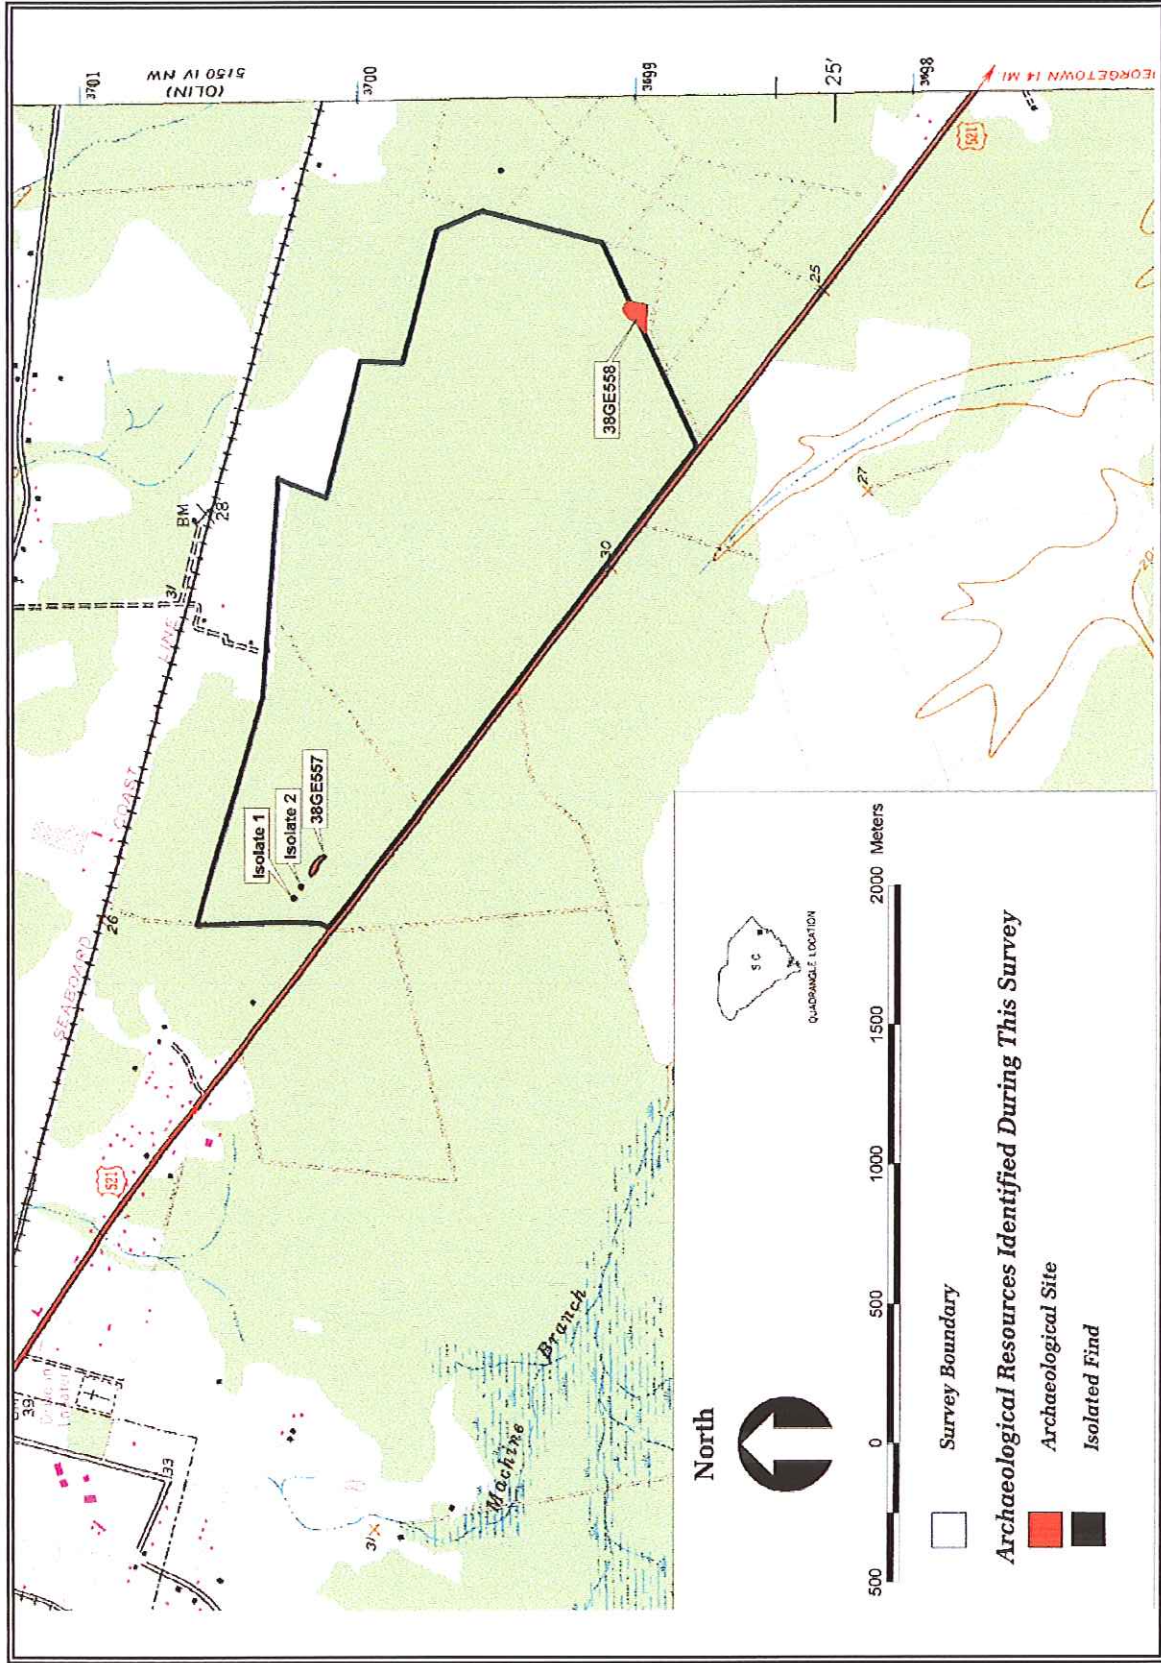 (OLIN)
5150 IV NW
3701
3700
3699
25'
3698
GEORGETOWN 14 MI
521
SEABOARD
COAST
LINE
26
31
BM
28
Isolate 1
Isolate 2
38GE557
38GE558
30
25
27
20
521
39
33
31
Machine
Branch
North
SC
QUADRANGLE LOCATION
500
0
500
1000
1500
2000 Meters
Survey Boundary
Archaeological Resources Identified During This Survey
Archaeological Site
Isolated Find